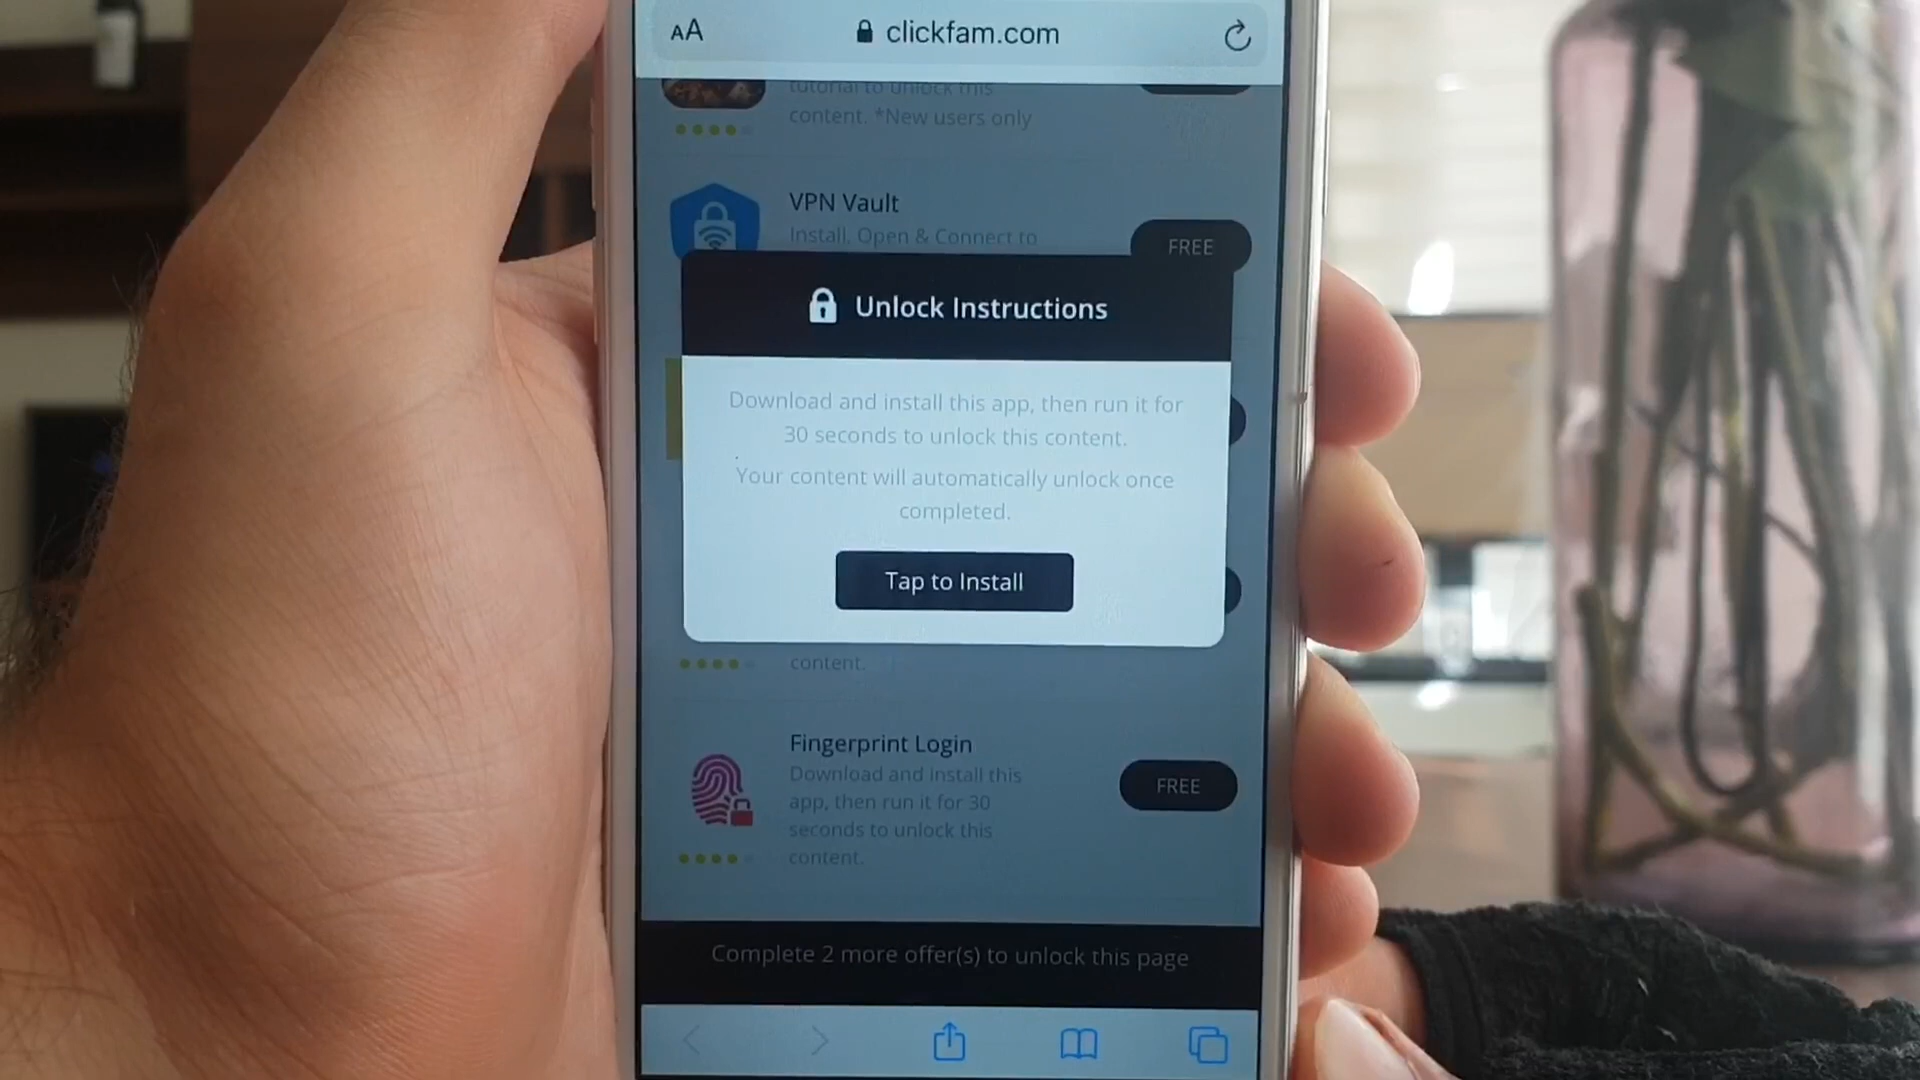 AA clickfam.com
tutorial to unlock this
content. *New users only
VPN Vault
Install, Open & Connect to
FREE
Unlock Instructions
Download and install this app, then run it for
30 seconds to unlock this content.
Your content will automatically unlock once
completed.
Tap to Install
content.
Fingerprint Login
Download and install this
app, then run it for 30
seconds to unlock this
content.
FREE
Complete 2 more offer(s) to unlock this page